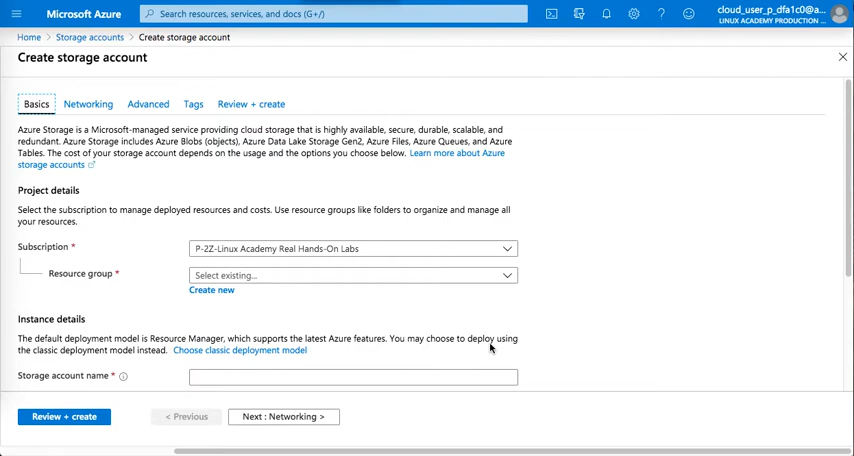 Microsoft Azure
Search resources, services, and docs (G+/)
cloud_user_p_dfa1c0@a...
LINUX ACADEMY PRODUCTION ...
Home > Storage accounts > Create storage account
Create storage account
Basics Networking Advanced Tags Review + create
Azure Storage is a Microsoft-managed service providing cloud storage that is highly available, secure, durable, scalable, and
redundant. Azure Storage includes Azure Blobs (objects), Azure Data Lake Storage Gen2, Azure Files, Azure Queues, and Azure
Tables. The cost of your storage account depends on the usage and the options you choose below. Learn more about Azure
storage accounts
Project details
Select the subscription to manage deployed resources and costs. Use resource groups like folders to organize and manage all
your resources.
Subscription *
P-2Z-Linux Academy Real Hands-On Labs
Resource group *
Select existing...
Create new
Instance details
The default deployment model is Resource Manager, which supports the latest Azure features. You may choose to deploy using
the classic deployment model instead. Choose classic deployment model
Storage account name *
Review + create
< Previous
Next : Networking >